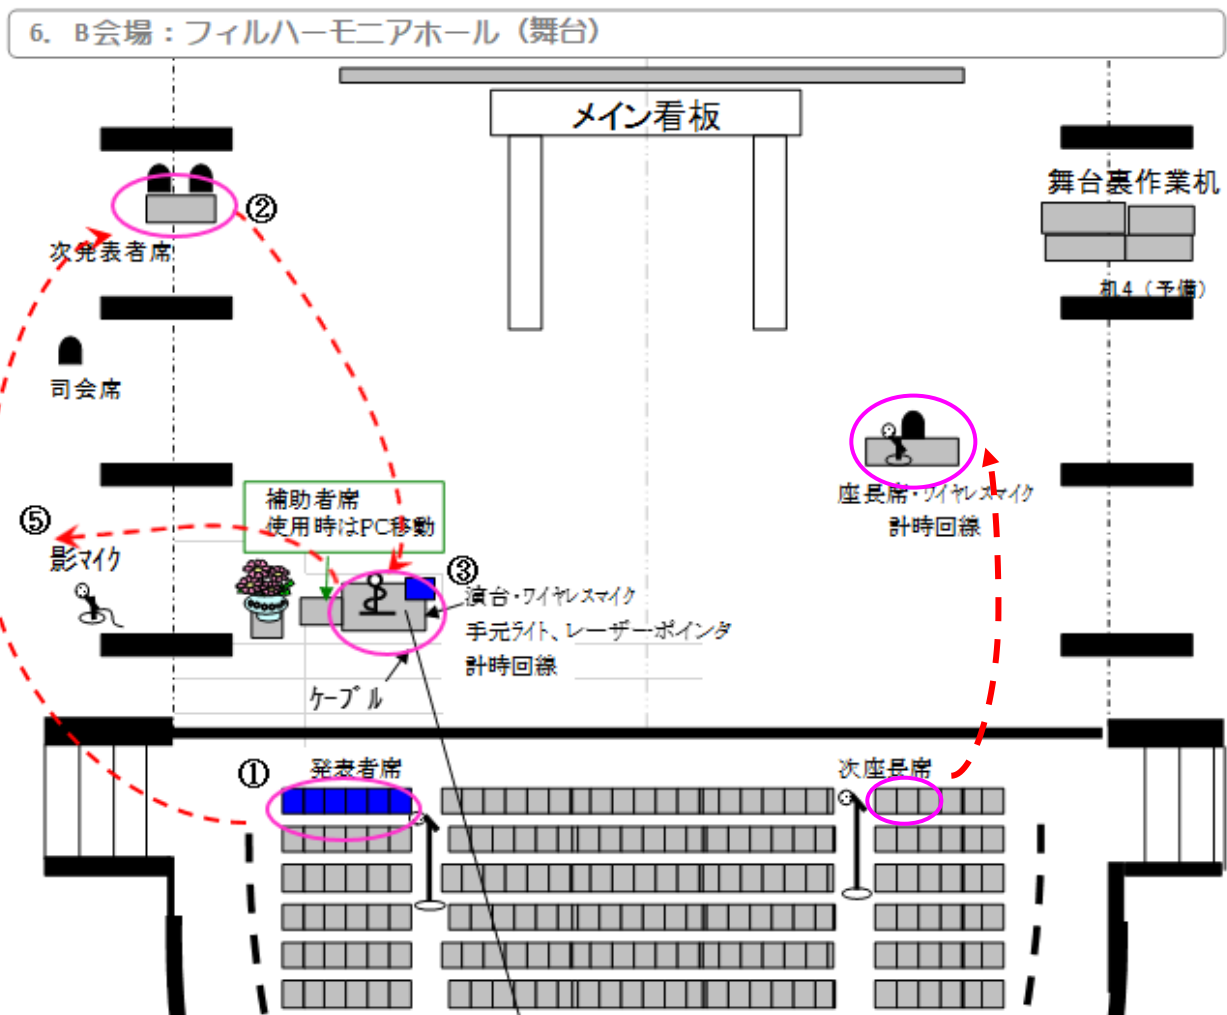 6. B会場：フィルハーモニアホール（舞台）
メイン看板
舞台裏作業机
②
次発表者席
机4（予備）
司会席
補助者席
使用時はPC移動
座長席・ワイヤレスマイク
計時回線
⑤
影マイク
③
演台・ワイヤレスマイク
手元ライト、レーザーポインタ
計時回線
ケーブル
①
発表者席
次座長席